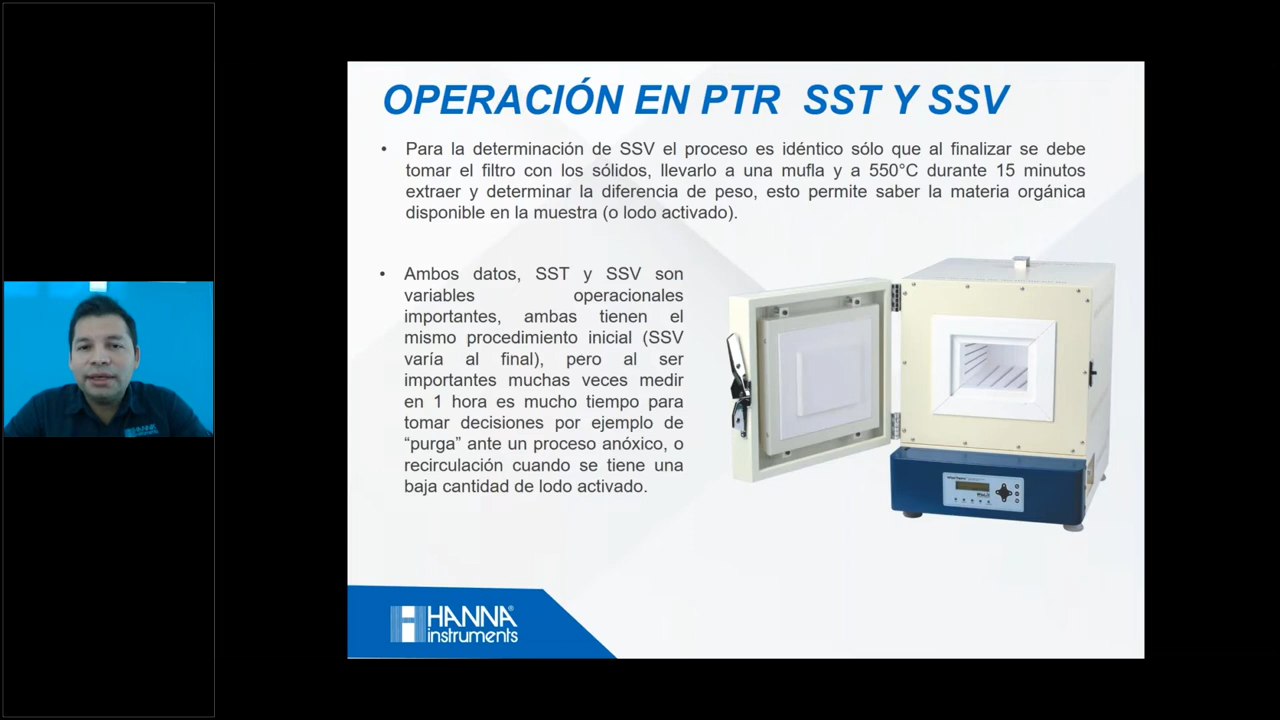 OPERACIÓN EN PTR SST Y SSV
• Para la determinación de SSV el proceso es idéntico sólo que al finalizar se debe
tomar el filtro con los sólidos, llevarlo a una mufla y a 550°C durante 15 minutos
extraer y determinar la diferencia de peso, esto permite saber la materia orgánica
disponible en la muestra (o lodo activado).
• Ambos datos, SST y SSV son
variables operacionales
importantes, ambas tienen el
mismo procedimiento inicial (SSV
varía al final), pero al ser
importantes muchas veces medir
en 1 hora es mucho tiempo para
tomar decisiones por ejemplo de
“purga” ante un proceso anóxico, o
recirculación cuando se tiene una
baja cantidad de lodo activado.
HANNA®
instruments
HANNA
instruments